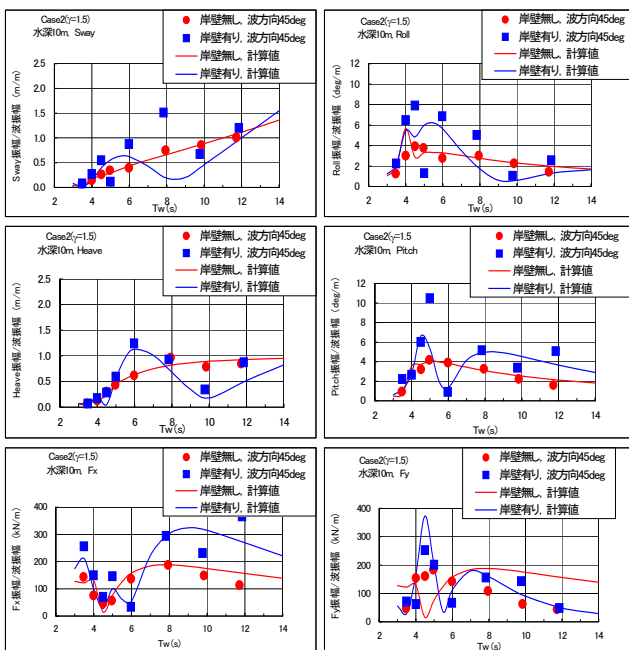 Case2(γ=1.5)
水深10m, Sway
岸壁無し, 波方向45deg
岸壁有り, 波方向45deg
岸壁無し, 計算値
岸壁有り, 計算値
Sway振幅/波振幅 (m/m)
2.5
2.0
1.5
1.0
0.5
0.0
2 4 6 8 10 12 14
Tw(s)
Case2(γ=1.5)
水深10m, Roll
岸壁無し, 波方向45deg
岸壁有り, 波方向45deg
岸壁無し, 計算値
岸壁有り, 計算値
Roll振幅/波振幅 (deg/m)
12
10
8
6
4
2
0
2 4 6 8 10 12 14
Tw(s)
Case2(γ=1.5)
水深10m, Heave
岸壁無し, 波方向45deg
岸壁有り, 波方向45deg
岸壁無し, 計算値
岸壁有り, 計算値
Heave振幅/波振幅 (m/m)
2.5
2.0
1.5
1.0
0.5
0.0
2 4 6 8 10 12 14
Tw(s)
Case2(γ=1.5
水深10m, Pitch
岸壁無し, 波方向45deg
岸壁有り, 波方向45deg
岸壁無し, 計算値
岸壁有り, 計算値
Pitch振幅/波振幅 (deg/m)
12
10
8
6
4
2
0
2 4 6 8 10 12 14
Tw(s)
Case2(γ=1.5)
水深10m, Fx
岸壁無し, 波方向45deg
岸壁有り, 波方向45deg
岸壁無し, 計算値
岸壁有り, 計算値
Fx振幅/波振幅 (kN/m)
400
300
200
100
0
2 4 6 8 10 12 14
Tw(s)
Case2(γ=1.5)
水深10m, Fy
岸壁無し, 波方向45deg
岸壁有り, 波方向45deg
岸壁無し, 計算値
岸壁有り, 計算値
Fy振幅/波振幅 (kN/m)
400
300
200
100
0
2 4 6 8 10 12 14
Tw(s)